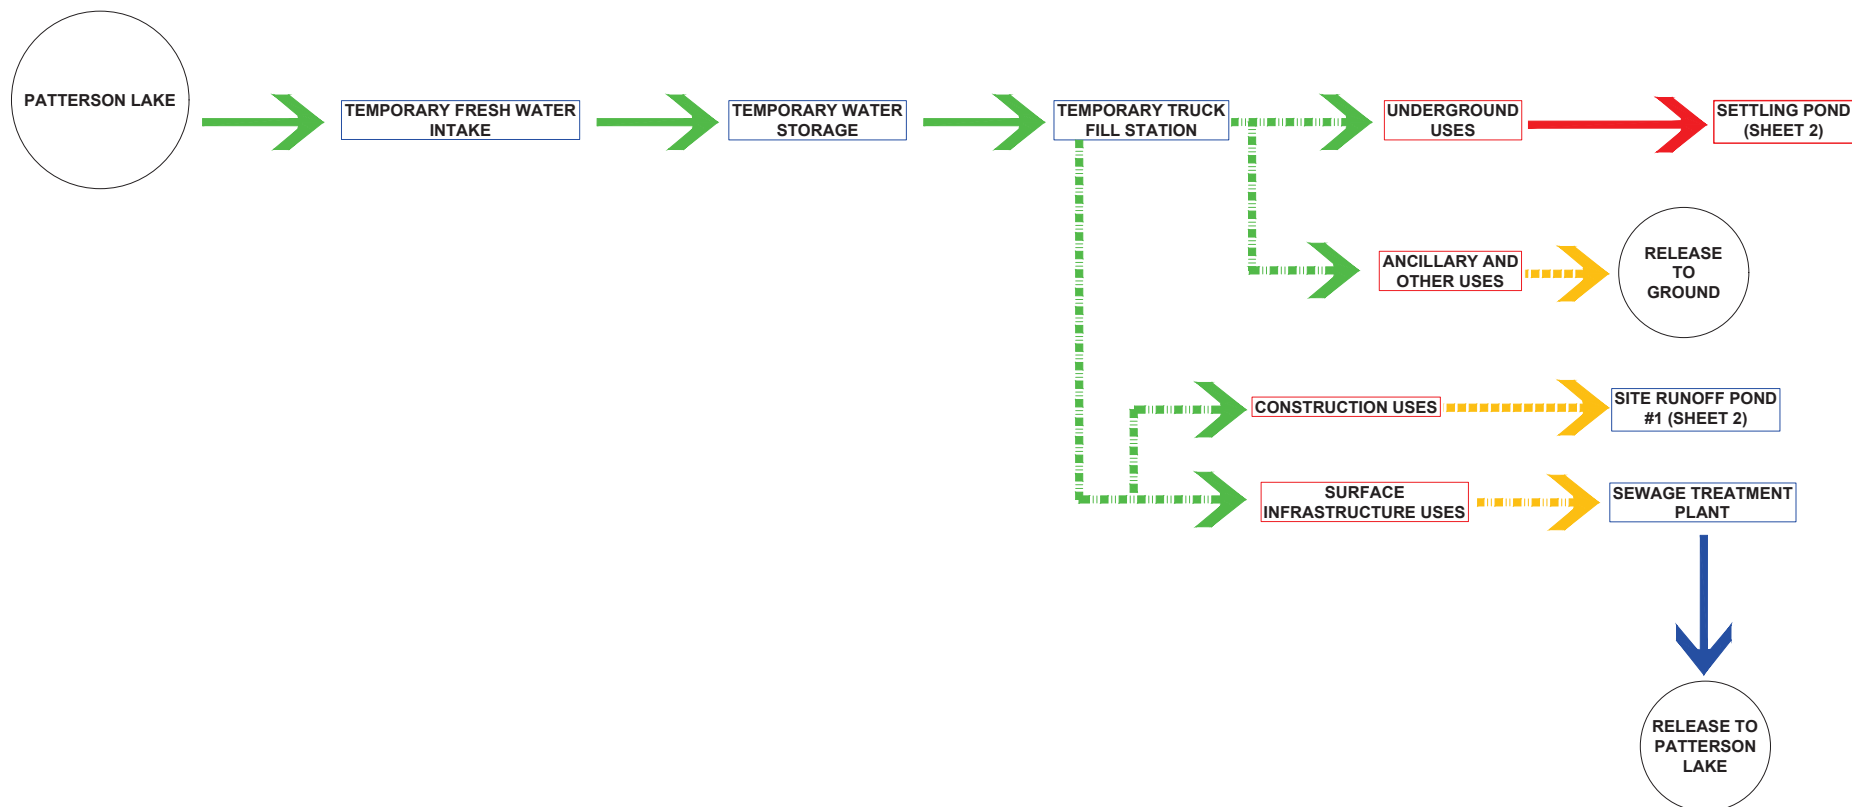 PATTERSON LAKE
TEMPORARY FRESH WATER
INTAKE
TEMPORARY WATER
STORAGE
TEMPORARY TRUCK
FILL STATION
UNDERGROUND
USES
SETTLING POND
(SHEET 2)
ANCILLARY AND
OTHER USES
RELEASE
TO
GROUND
CONSTRUCTION USES
SITE RUNOFF POND
#1 (SHEET 2)
SURFACE
INFRASTRUCTURE USES
SEWAGE TREATMENT
PLANT
RELEASE TO
PATTERSON
LAKE